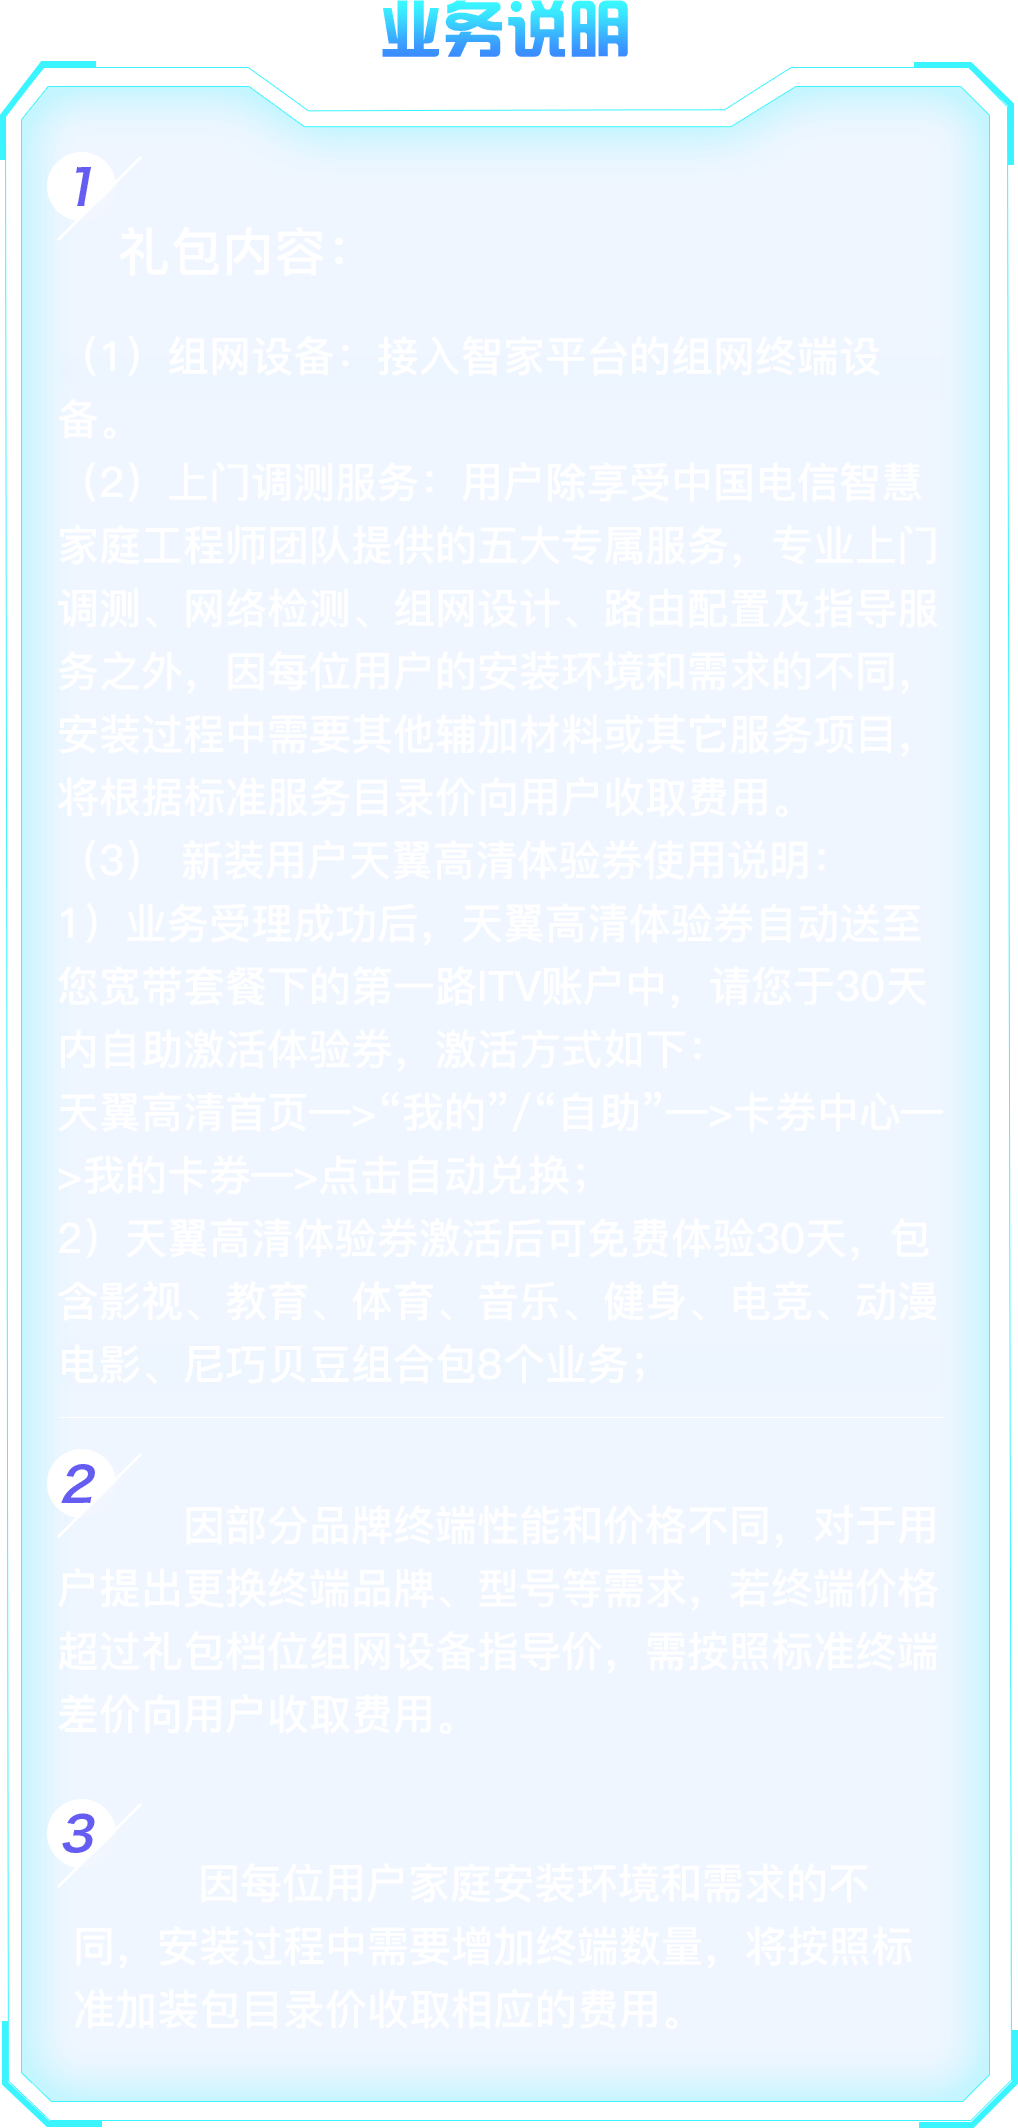 业务说明
1
礼包内容：
（1）组网设备：接入智家平台的组网终端设
备。
（2）上门调测服务：用户除享受中国电信智慧
家庭工程师团队提供的五大专属服务，专业上门
调测、网络检测、组网设计、路由配置及指导服
务之外，因每位用户的安装环境和需求的不同，
安装过程中需要其他辅加材料或其它服务项目，
将根据标准服务目录价向用户收取费用。
（3） 新装用户天翼高清体验券使用说明：
1）业务受理成功后，天翼高清体验券自动送至
您宽带套餐下的第一路ITV账户中，请您于30天
内自助激活体验券，激活方式如下：
天翼高清首页—>“我的”/“自助”—>卡券中心—
>我的卡券—>点击自动兑换；
2）天翼高清体验券激活后可免费体验30天，包
含影视、教育、体育、音乐、健身、电竞、动漫
电影、尼巧贝豆组合包8个业务；
2
因部分品牌终端性能和价格不同，对于用
户提出更换终端品牌、型号等需求，若终端价格
超过礼包档位组网设备指导价，需按照标准终端
差价向用户收取费用。
3
因每位用户家庭安装环境和需求的不
同，安装过程中需要增加终端数量，将按照标
准加装包目录价收取相应的费用。